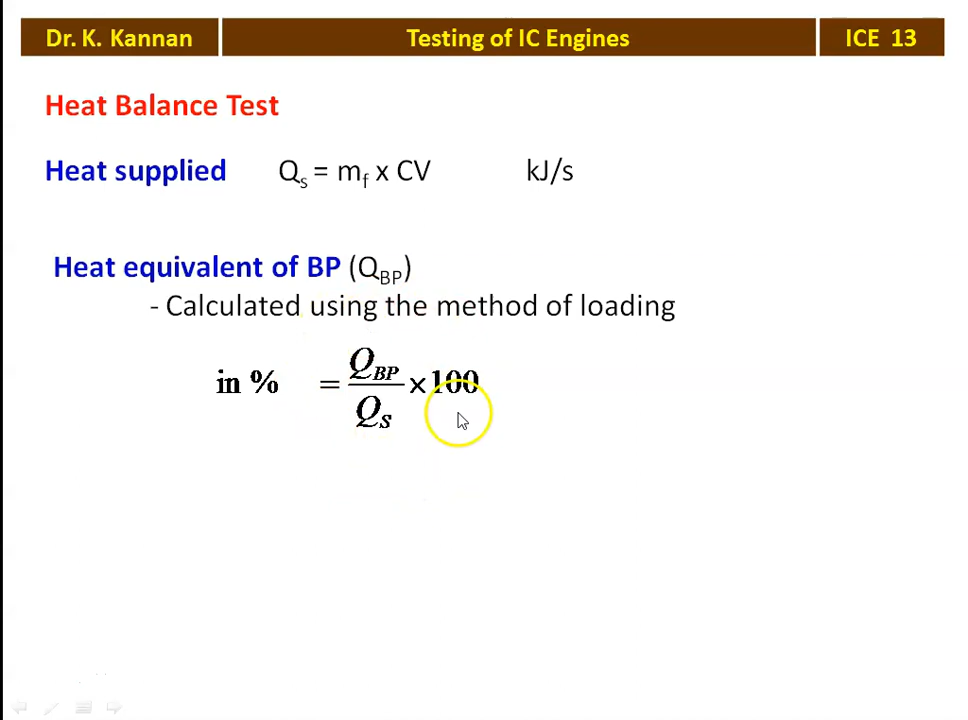 Dr. K. Kannan
Testing of IC Engines
ICE 13
Heat Balance Test
Heat supplied Qs = mf x CV kJ/s
Heat equivalent of BP (QBP)
- Calculated using the method of loading
in % = QBP / QS × 100